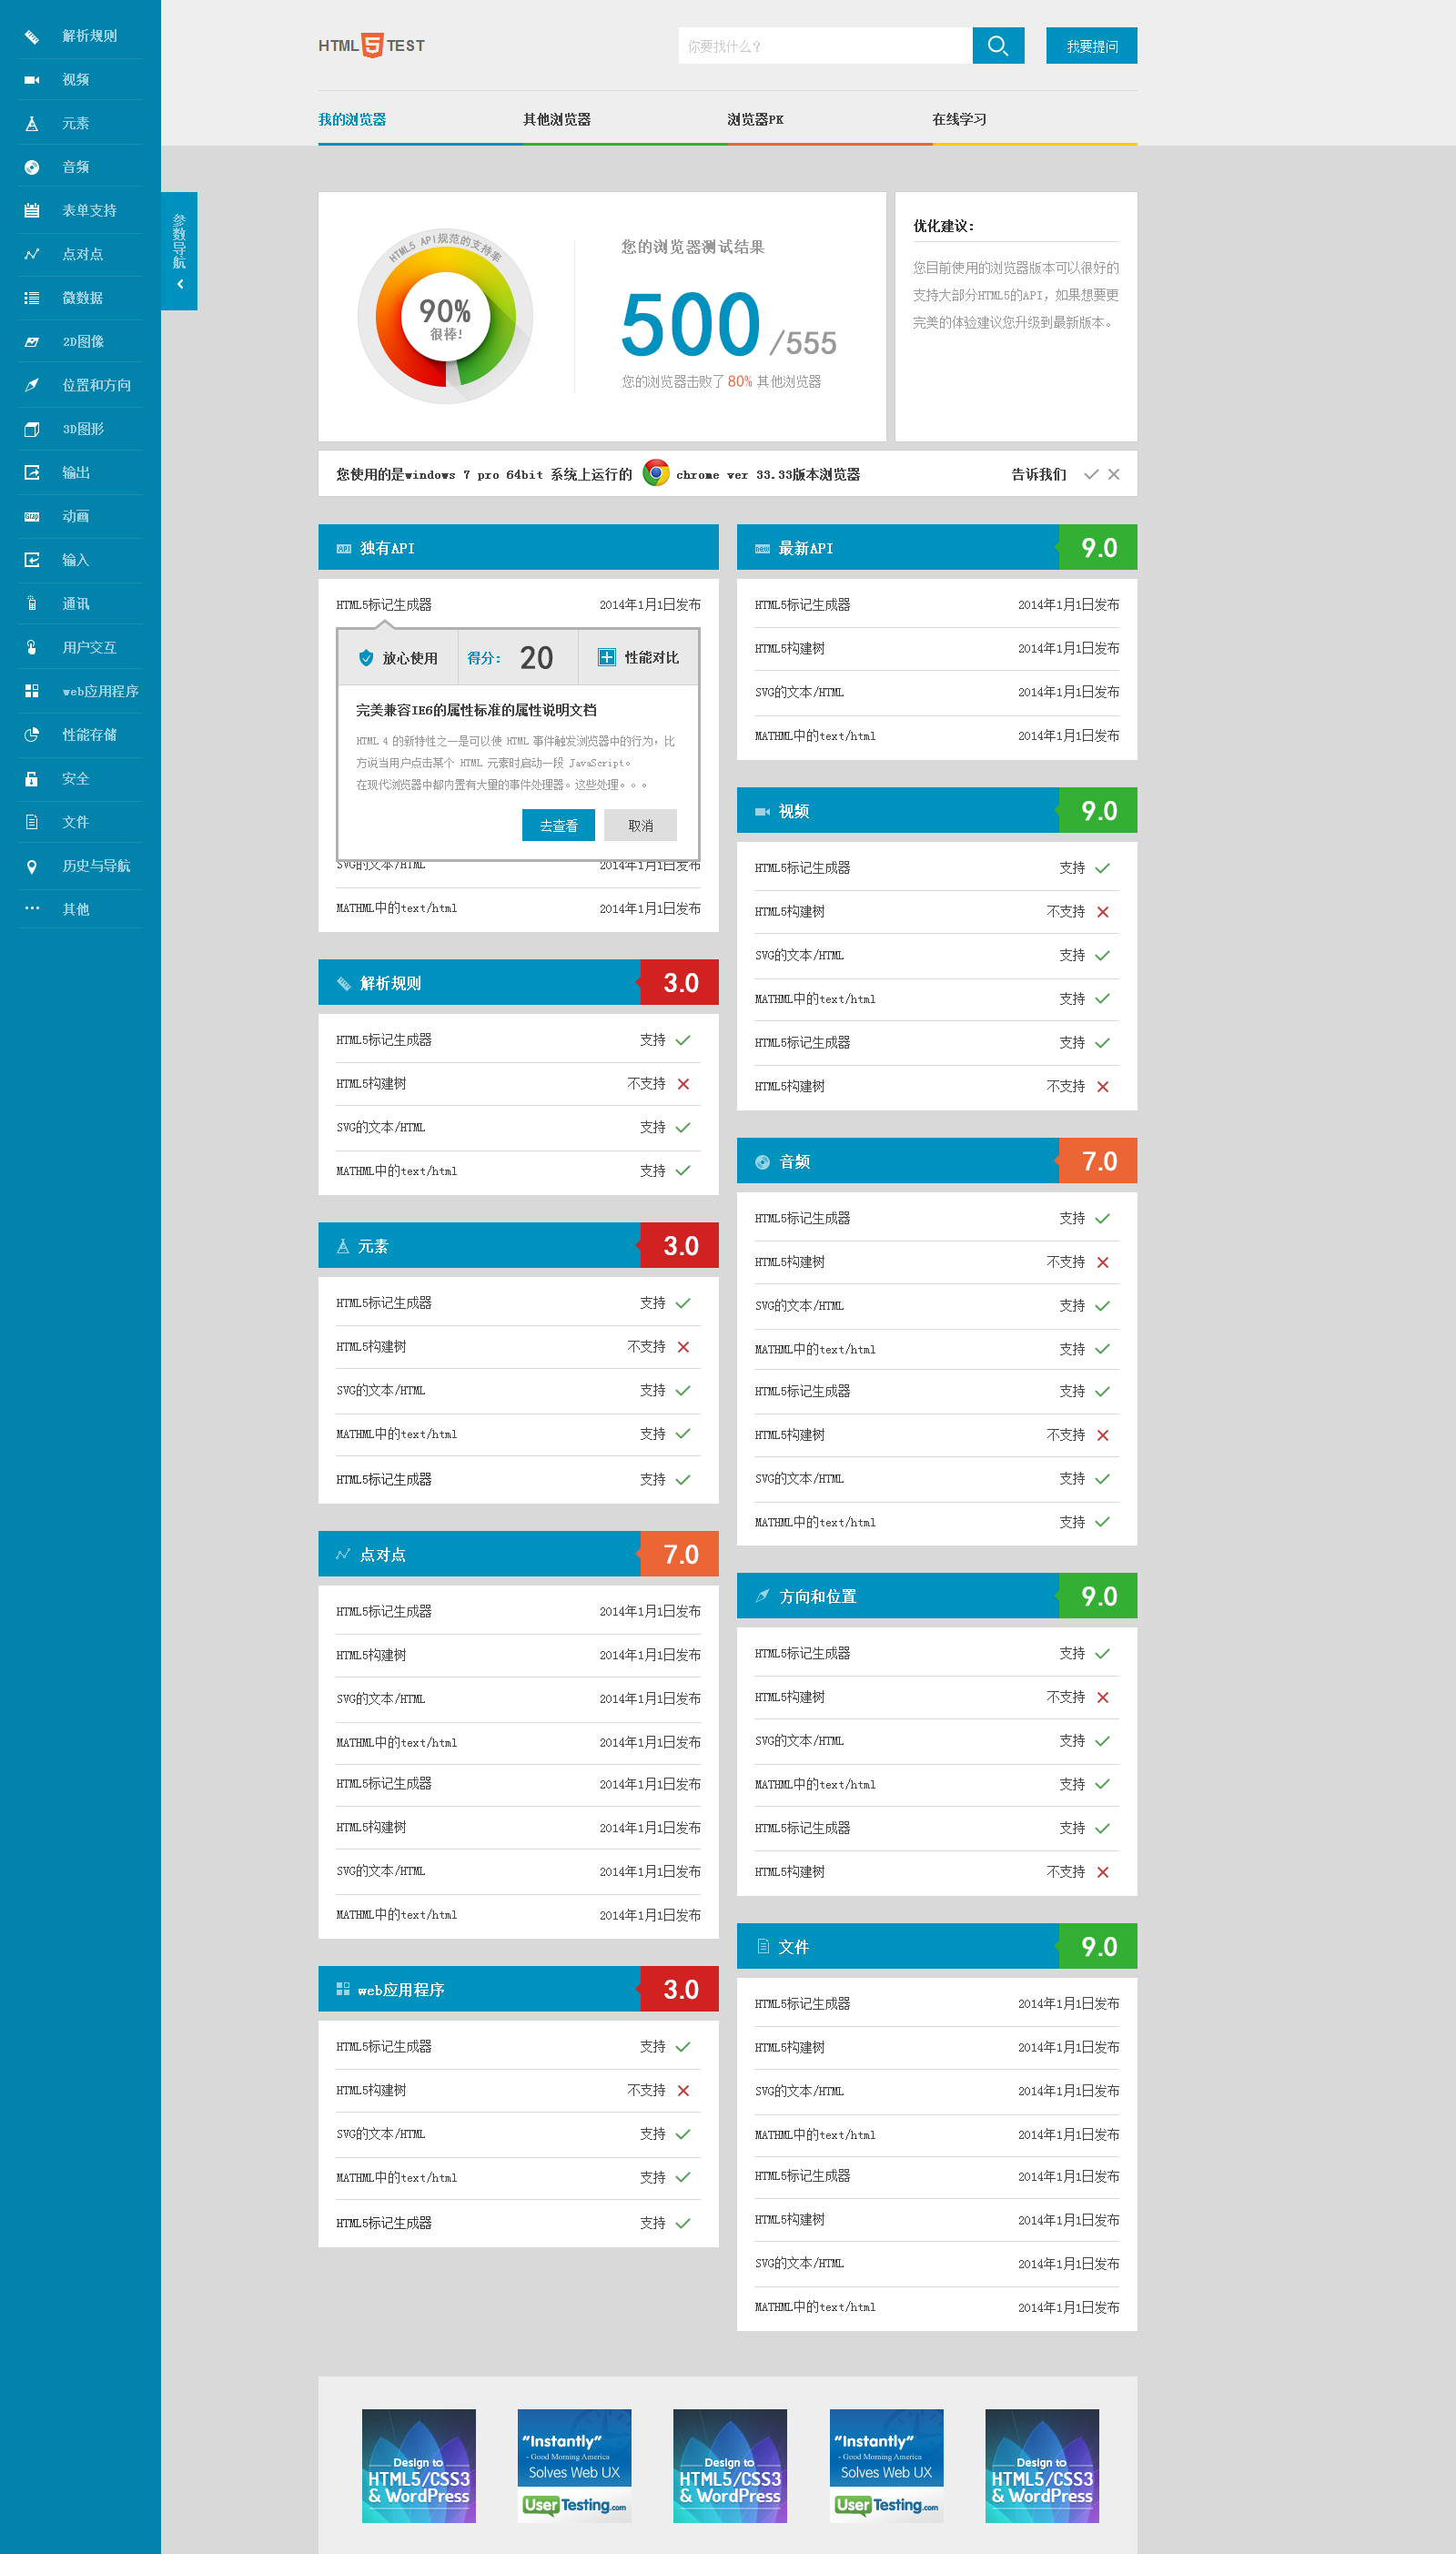 解析规则
视频
元素
音频
表单支持
点对点
微数据
2D图像
位置和方向
3D图形
输出
动画
输入
通讯
用户交互
web应用程序
性能存储
安全
文件
历史与导航
其他
参数导航
HTML 5 TEST
你要找什么?
我要提问
我的浏览器
其他浏览器
浏览器PK
在线学习
HTML5 API规范的支持率
90%
很棒!
您的浏览器测试结果
500 /555
您的浏览器击败了 80% 其他浏览器
优化建议:
您目前使用的浏览器版本可以很好的
支持大部分HTML5的API, 如果想要更
完美的体验建议您升级到最新版本。
您使用的是windows 7 pro 64bit 系统上运行的 chrome ver 33.33版本浏览器
告诉我们
独有API
HTML5标记生成器 2014年1月1日发布
放心使用
得分: 20
性能对比
完美兼容IE6的属性标准的属性说明文档
HTML 4 的新特性之一是可以使 HTML 事件触发浏览器中的行为, 比
方说当用户点击某个 HTML 元素时启动一段 JavaScript。
在现代浏览器中都内置有大量的事件处理器。这些处理。。。
去查看
取消
SVG的文本/HTML 2014年1月1日发布
MATHML中的text/html 2014年1月1日发布
解析规则 3.0
HTML5标记生成器 支持
HTML5构建树 不支持
SVG的文本/HTML 支持
MATHML中的text/html 支持
元素 3.0
HTML5标记生成器 支持
HTML5构建树 不支持
SVG的文本/HTML 支持
MATHML中的text/html 支持
HTML5标记生成器 支持
点对点 7.0
HTML5标记生成器 2014年1月1日发布
HTML5构建树 2014年1月1日发布
SVG的文本/HTML 2014年1月1日发布
MATHML中的text/html 2014年1月1日发布
HTML5标记生成器 2014年1月1日发布
HTML5构建树 2014年1月1日发布
SVG的文本/HTML 2014年1月1日发布
MATHML中的text/html 2014年1月1日发布
web应用程序 3.0
HTML5标记生成器 支持
HTML5构建树 不支持
SVG的文本/HTML 支持
MATHML中的text/html 支持
HTML5标记生成器 支持
最新API 9.0
HTML5标记生成器 2014年1月1日发布
HTML构建树 2014年1月1日发布
SVG的文本/HTML 2014年1月1日发布
MATHML中的text/html 2014年1月1日发布
视频 9.0
HTML5标记生成器 支持
HTML5构建树 不支持
SVG的文本/HTML 支持
MATHML中的text/html 支持
HTML5标记生成器 支持
HTML5构建树 不支持
音频 7.0
HTML5标记生成器 支持
HTML5构建树 不支持
SVG的文本/HTML 支持
MATHML中的text/html 支持
HTML5标记生成器 支持
HTML5构建树 不支持
SVG的文本/HTML 支持
MATHML中的text/html 支持
方向和位置 9.0
HTML5标记生成器 支持
HTML5构建树 不支持
SVG的文本/HTML 支持
MATHML中的text/html 支持
HTML5标记生成器 支持
HTML5构建树 不支持
文件 9.0
HTML5标记生成器 2014年1月1日发布
HTML5构建树 2014年1月1日发布
SVG的文本/HTML 2014年1月1日发布
MATHML中的text/html 2014年1月1日发布
HTML5标记生成器 2014年1月1日发布
HTML5构建树 2014年1月1日发布
SVG的文本/HTML 2014年1月1日发布
MATHML中的text/html 2014年1月1日发布
Design to
HTML5/CSS3
& WordPress
“Instantly”
- Good Morning America
Solves Web UX
UserTesting.com
Design to
HTML5/CSS3
& WordPress
“Instantly”
- Good Morning America
Solves Web UX
UserTesting.com
Design to
HTML5/CSS3
& WordPress